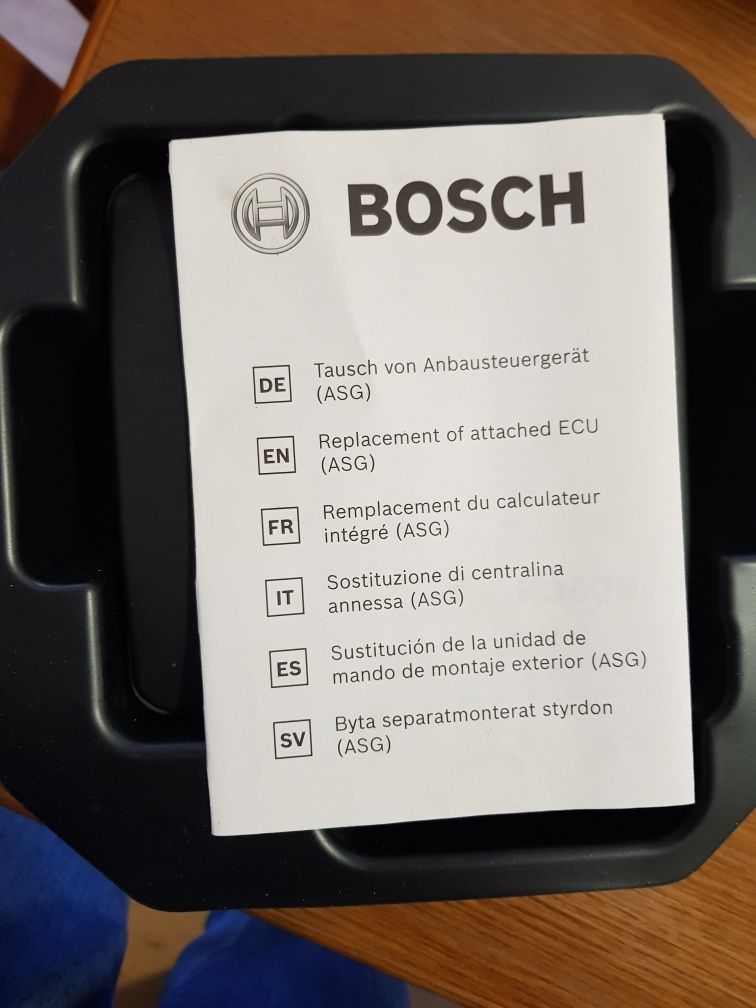 BOSCH
DE Tausch von Anbausteuergerät
(ASG)
EN Replacement of attached ECU
(ASG)
FR Remplacement du calculateur
intégré (ASG)
IT Sostituzione di centralina
annessa (ASG)
ES Sustitución de la unidad de
mando de montaje exterior (ASG)
SV Byta separatmonterat styrdon
(ASG)